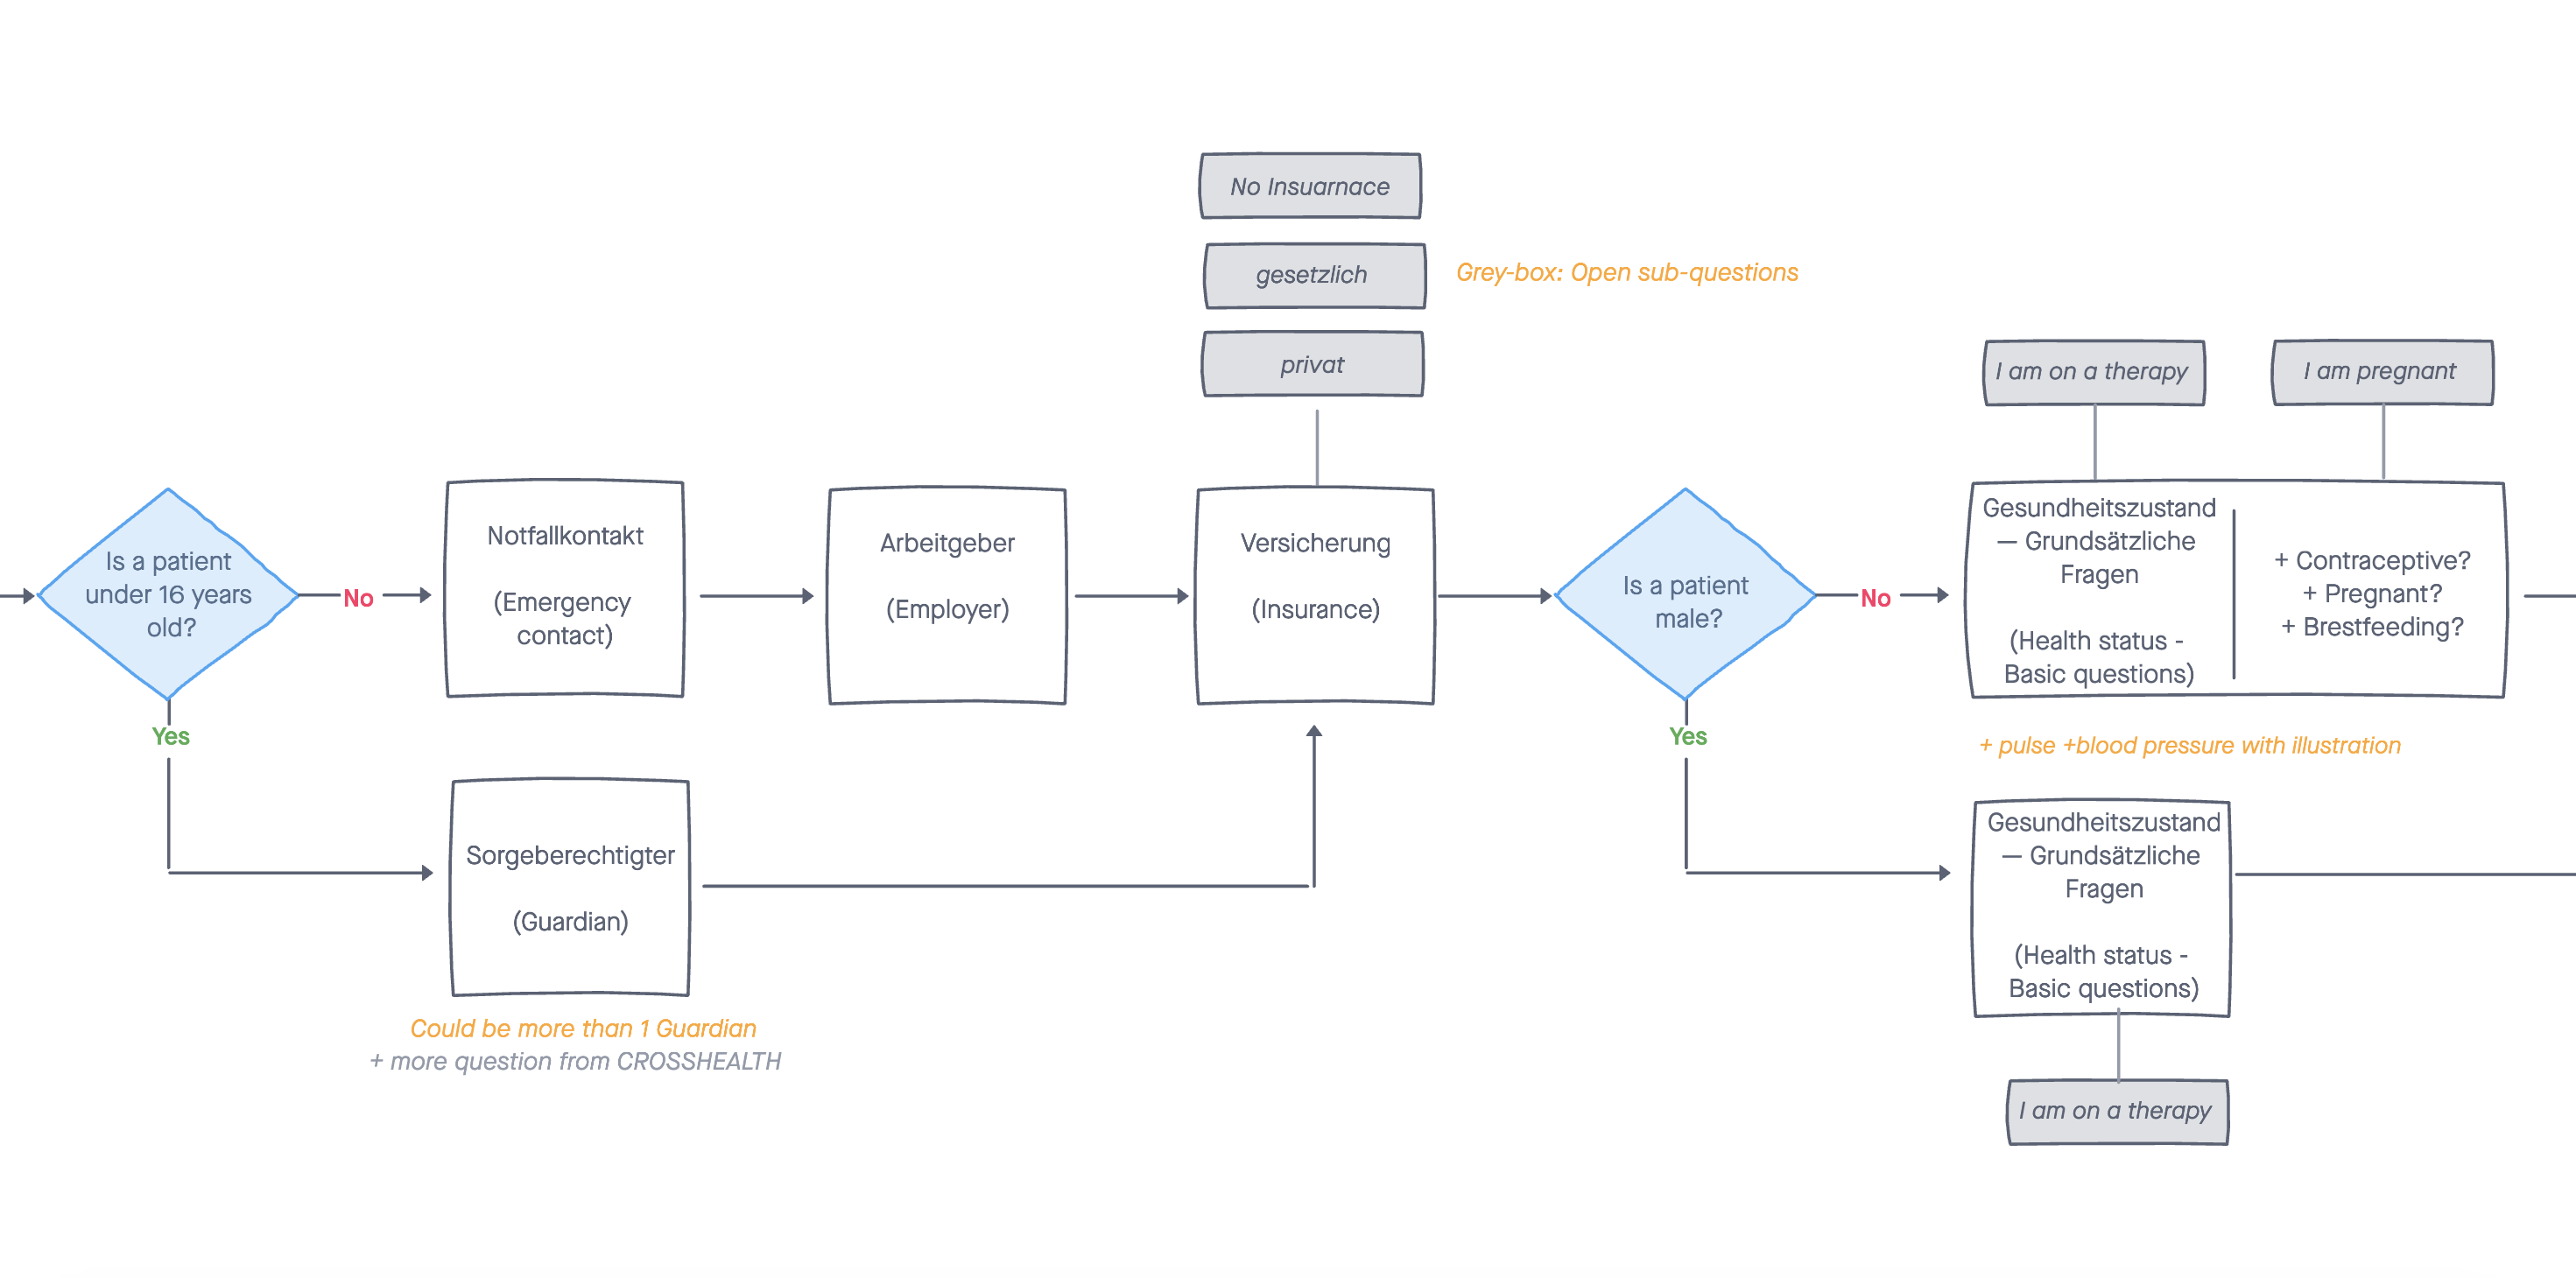 No Insuarnace
gesetzlich
Grey-box: Open sub-questions
privat
I am on a therapy
I am pregnant
Is a patient
under 16 years
old?
No
Yes
Notfallkontakt
(Emergency
contact)
Arbeitgeber
(Employer)
Versicherung
(Insurance)
Is a patient
male?
No
Yes
Gesundheitszustand
— Grundsätzliche
Fragen
(Health status -
Basic questions)
+ Contraceptive?
+ Pregnant?
+ Brestfeeding?
+ pulse +blood pressure with illustration
Sorgeberechtigter
(Guardian)
Could be more than 1 Guardian
+ more question from CROSSHEALTH
Gesundheitszustand
— Grundsätzliche
Fragen
(Health status -
Basic questions)
I am on a therapy